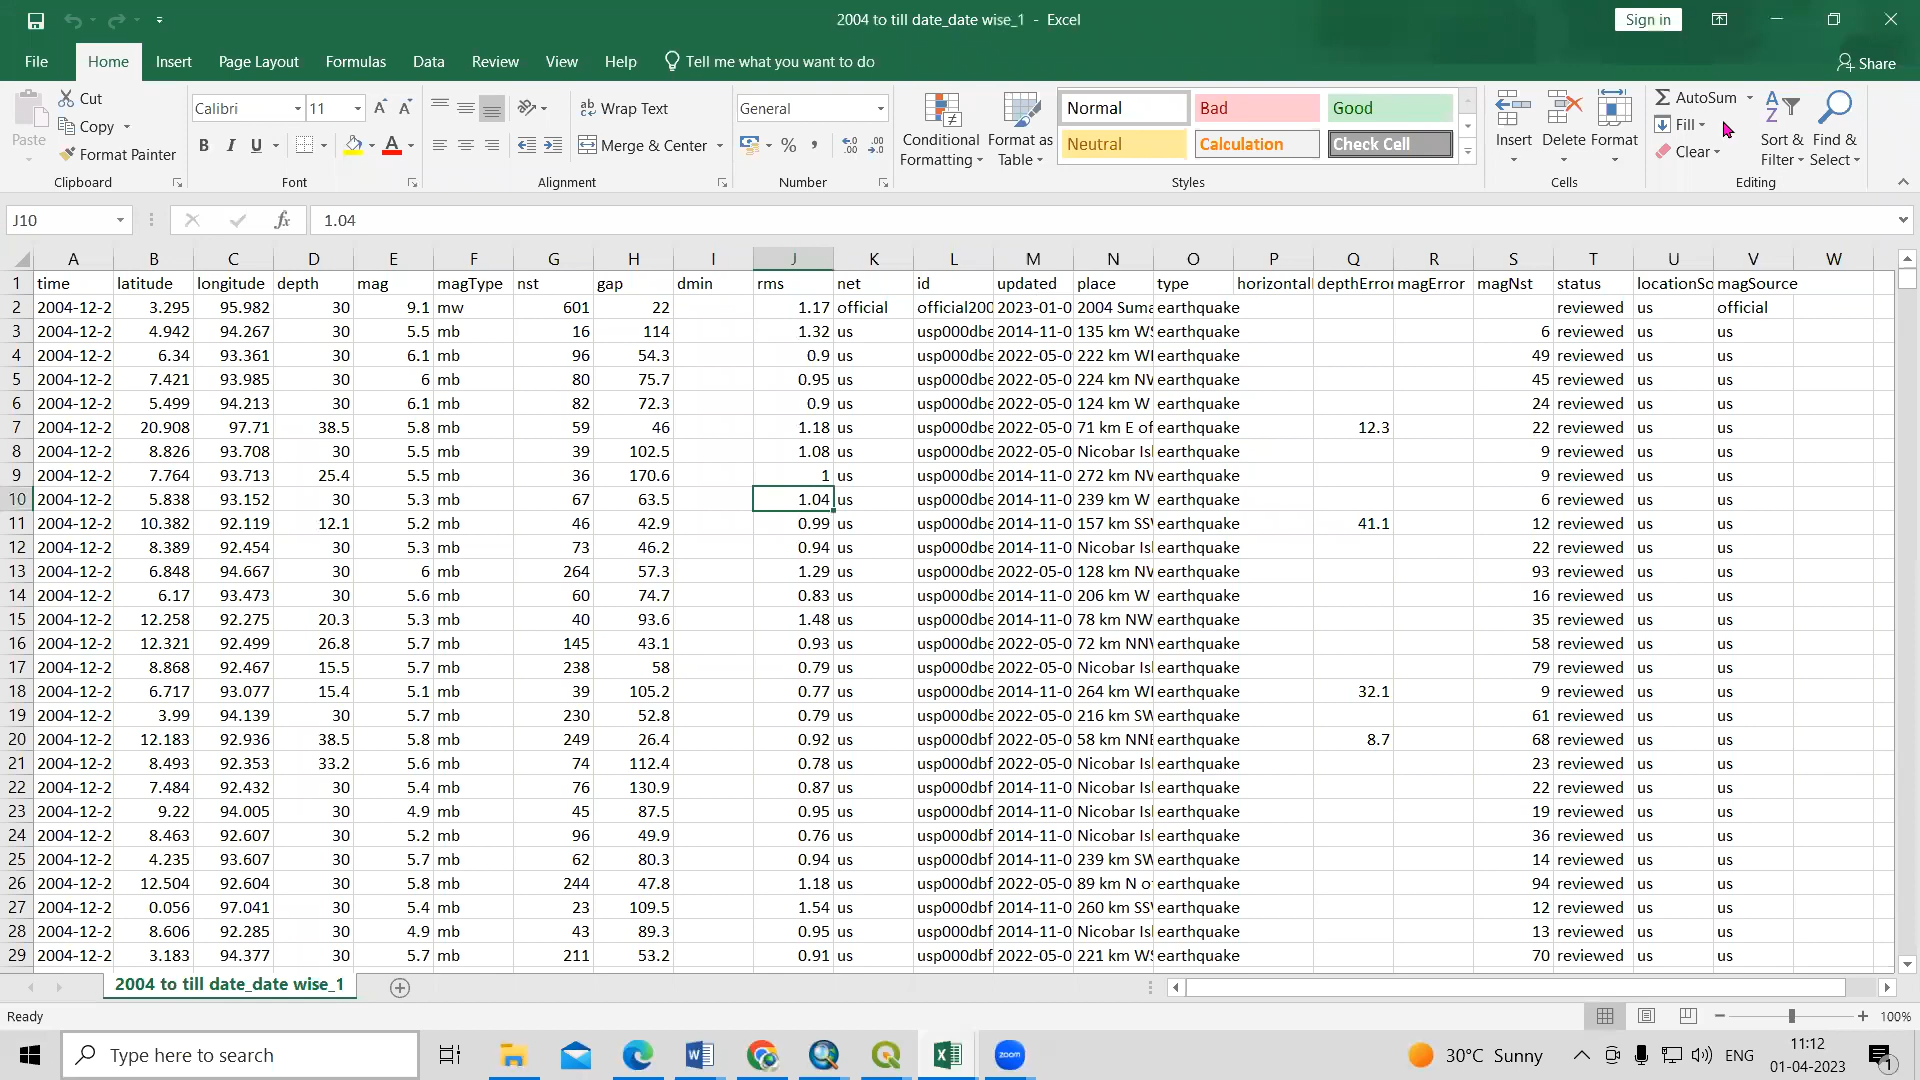 2004 to till date_date wise_1 - Excel
Sign in
File Home Insert Page Layout Formulas Data Review View Help Tell me what you want to do Share
Paste Cut Copy Format Painter Clipboard
Calibri 11 B I U A Font
Wrap Text Merge & Center Alignment
General % , Number
Conditional Formatting Format as Table
Normal Bad Good
Neutral Calculation Check Cell
Styles
Insert Delete Format Cells
AutoSum Fill Clear Sort & Filter Find & Select Editing
J10 fx 1.04
A B C D E F G H I J K L M N O P Q R S T U V W
1 time latitude longitude depth mag magType nst gap dmin rms net id updated place type horizontal depthError magError magNst status locationSo magSource
2 2004-12-2 3.295 95.982 30 9.1 mw 601 22 1.17 official official200 2023-01-0 2004 Suma earthquake reviewed us official
3 2004-12-2 4.942 94.267 30 5.5 mb 16 114 1.32 us usp000dbe 2014-11-0 135 km WS earthquake 6 reviewed us us
4 2004-12-2 6.34 93.361 30 6.1 mb 96 54.3 0.9 us usp000dbe 2022-05-0 222 km W earthquake 49 reviewed us us
5 2004-12-2 7.421 93.985 30 6 mb 80 75.7 0.95 us usp000dbe 2022-05-0 224 km NW earthquake 45 reviewed us us
6 2004-12-2 5.499 94.213 30 6.1 mb 82 72.3 0.9 us usp000dbe 2022-05-0 124 km W earthquake 24 reviewed us us
7 2004-12-2 20.908 97.71 38.5 5.8 mb 59 46 1.18 us usp000dbe 2022-05-0 71 km E of earthquake 12.3 22 reviewed us us
8 2004-12-2 8.826 93.708 30 5.5 mb 39 102.5 1.08 us usp000dbe 2022-05-0 Nicobar Isl earthquake 9 reviewed us us
9 2004-12-2 7.764 93.713 25.4 5.5 mb 36 170.6 1 us usp000dbe 2014-11-0 272 km NW earthquake 9 reviewed us us
10 2004-12-2 5.838 93.152 30 5.3 mb 67 63.5 1.04 us usp000dbe 2014-11-0 239 km W earthquake 6 reviewed us us
11 2004-12-2 10.382 92.119 12.1 5.2 mb 46 42.9 0.99 us usp000dbe 2014-11-0 157 km SSW earthquake 41.1 12 reviewed us us
12 2004-12-2 8.389 92.454 30 5.3 mb 73 46.2 0.94 us usp000dbe 2014-11-0 Nicobar Isl earthquake 22 reviewed us us
13 2004-12-2 6.848 94.667 30 6 mb 264 57.3 1.29 us usp000dbe 2022-05-0 128 km NW earthquake 93 reviewed us us
14 2004-12-2 6.17 93.473 30 5.6 mb 60 74.7 0.83 us usp000dbe 2014-11-0 206 km W earthquake 16 reviewed us us
15 2004-12-2 12.258 92.275 20.3 5.3 mb 40 93.6 1.48 us usp000dbe 2014-11-0 78 km NW earthquake 35 reviewed us us
16 2004-12-2 12.321 92.499 26.8 5.7 mb 145 43.1 0.93 us usp000dbe 2022-05-0 72 km NNW earthquake 58 reviewed us us
17 2004-12-2 8.868 92.467 15.5 5.7 mb 238 58 0.79 us usp000dbe 2022-05-0 Nicobar Isl earthquake 79 reviewed us us
18 2004-12-2 6.717 93.077 15.4 5.1 mb 39 105.2 0.77 us usp000dbe 2014-11-0 264 km W earthquake 32.1 9 reviewed us us
19 2004-12-2 3.99 94.139 30 5.7 mb 230 52.8 0.79 us usp000dbe 2022-05-0 216 km SW earthquake 61 reviewed us us
20 2004-12-2 12.183 92.936 38.5 5.8 mb 249 26.4 0.92 us usp000dbf 2022-05-0 58 km NNE earthquake 8.7 68 reviewed us us
21 2004-12-2 8.493 92.353 33.2 5.6 mb 74 112.4 0.78 us usp000dbf 2022-05-0 Nicobar Isl earthquake 23 reviewed us us
22 2004-12-2 7.484 92.432 30 5.4 mb 76 130.9 0.87 us usp000dbf 2014-11-0 Nicobar Isl earthquake 22 reviewed us us
23 2004-12-2 9.22 94.005 30 4.9 mb 45 87.5 0.95 us usp000dbf 2014-11-0 Nicobar Isl earthquake 19 reviewed us us
24 2004-12-2 8.463 92.607 30 5.2 mb 96 49.9 0.76 us usp000dbf 2014-11-0 Nicobar Isl earthquake 36 reviewed us us
25 2004-12-2 4.235 93.607 30 5.7 mb 62 80.3 0.94 us usp000dbf 2014-11-0 239 km SW earthquake 14 reviewed us us
26 2004-12-2 12.504 92.604 30 5.8 mb 244 47.8 1.18 us usp000dbf 2022-05-0 89 km N of earthquake 94 reviewed us us
27 2004-12-2 0.056 97.041 30 5.4 mb 23 109.5 1.54 us usp000dbf 2014-11-0 260 km SSW earthquake 12 reviewed us us
28 2004-12-2 8.606 92.285 30 4.9 mb 43 89.3 0.95 us usp000dbf 2014-11-0 Nicobar Isl earthquake 13 reviewed us us
29 2004-12-2 3.183 94.377 30 5.7 mb 211 53.2 0.91 us usp000dbf 2022-05-0 221 km WS earthquake 70 reviewed us us
2004 to till date_date wise_1
Ready 100%
Type here to search zoom 30°C Sunny ENG 11:12
01-04-2023 1